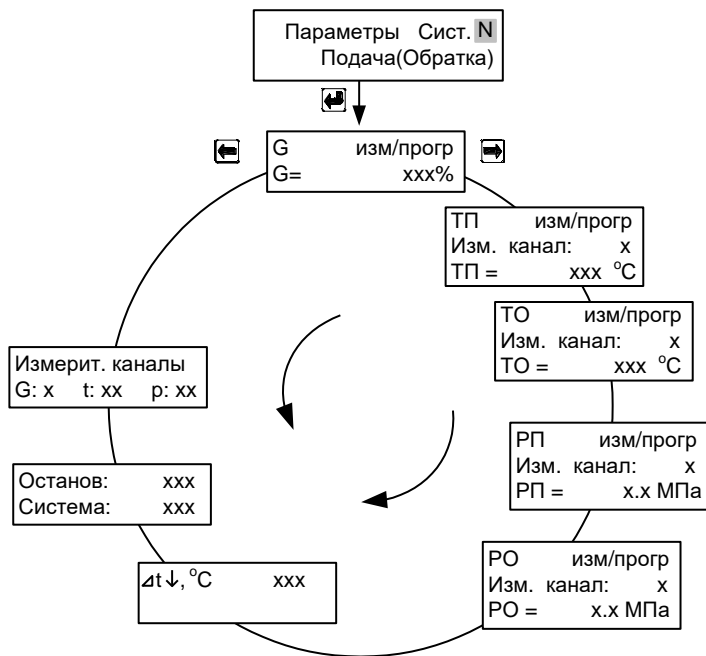 Параметры Сист. N
Подача(Обратка)
G изм/прогр
G= xxx%
ТП изм/прогр
Изм. канал: x
ТП = xxx °C
ТО изм/прогр
Изм. канал: x
ТО = xxx °C
РП изм/прогр
Изм. канал: x
РП = x.x МПа
РО изм/прогр
Изм. канал: x
РО = x.x МПа
⊿t↓, °C xxx
Останов: xxx
Система: xxx
Измерит. каналы
G: x t: xx p: xx